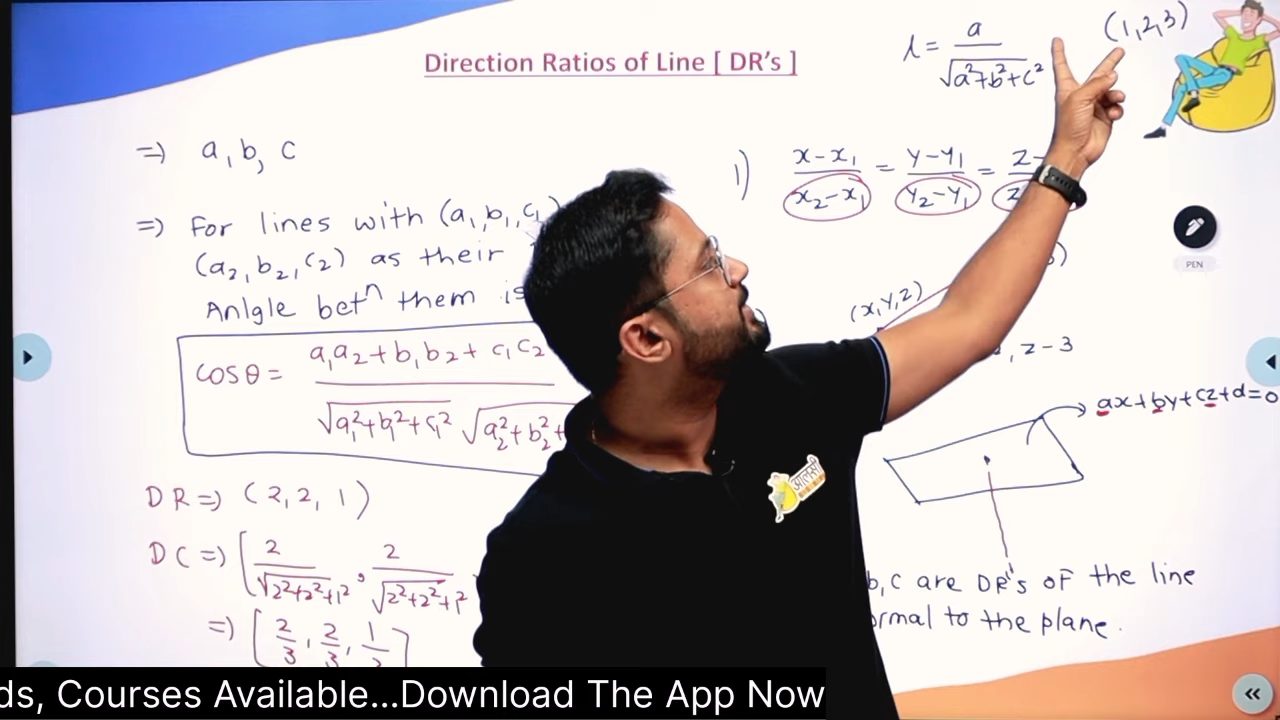 Direction Ratios of Line [ DR's ]
l = a / √a²+b²+c²
(1,2,3)
⇒ a, b, c
1) x-x₁ / x₂-x₁ = y-y₁ / y₂-y₁ = z-
⇒ For lines with (a₁, b₁, c₁
(a₂, b₂, c₂) as their
Anlgle betⁿ them is
(x,y,z)
, z-3
cosθ = a₁a₂+b₁b₂+c₁c₂ / √a₁²+b₁²+c₁² √a₂²+b₂²+
ax+by+cz+d=0
DR ⇒ (2, 2, 1)
DC ⇒ [ 2/√2²+2²+1² , 2/√2²+2²+1²
⇒ [ 2/3, 2/3, 1/
b, c are DR's of the line
ormal to the plane.
PEN
आलसी
ds, Courses Available...Download The App Now